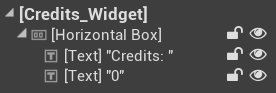 [Credits_Widget]
[Horizontal Box]
[Text] "Credits: "
[Text] "0"